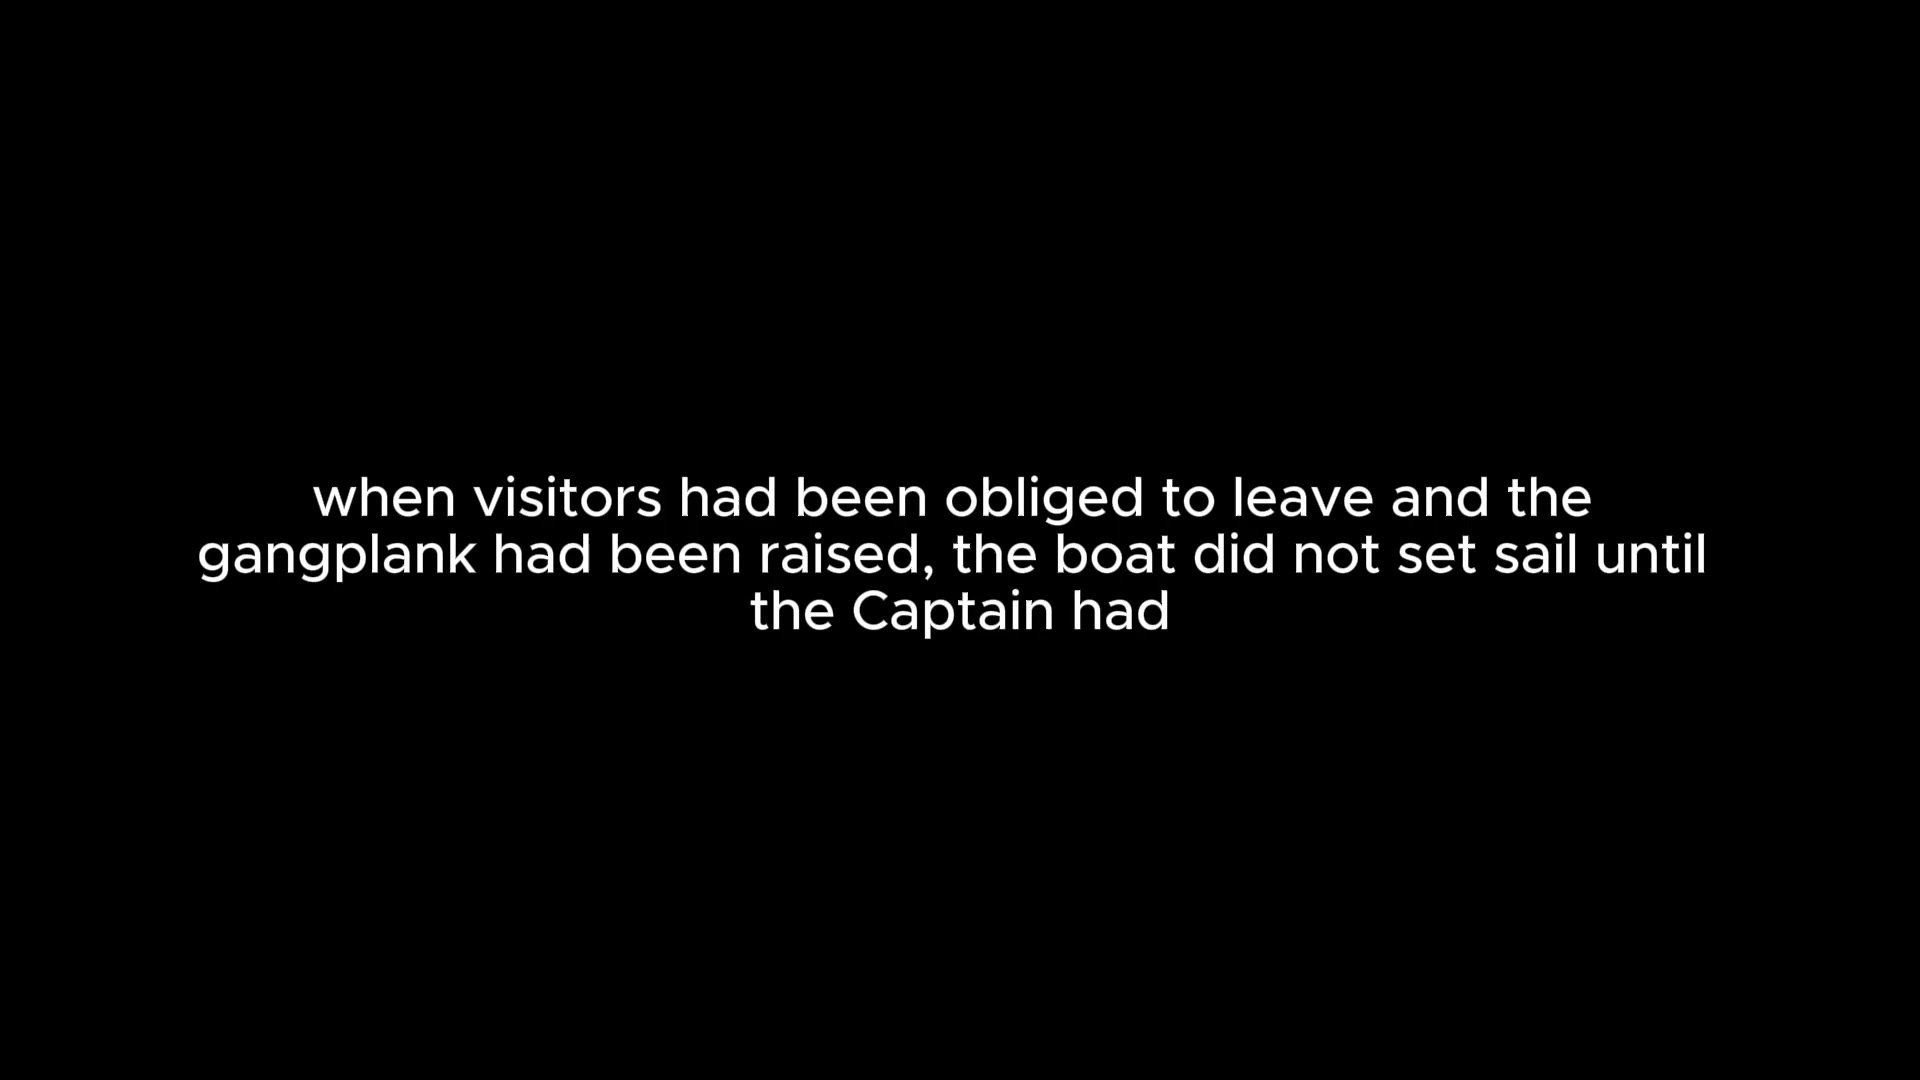 when visitors had been obliged to leave and the
gangplank had been raised, the boat did not set sail until
the Captain had